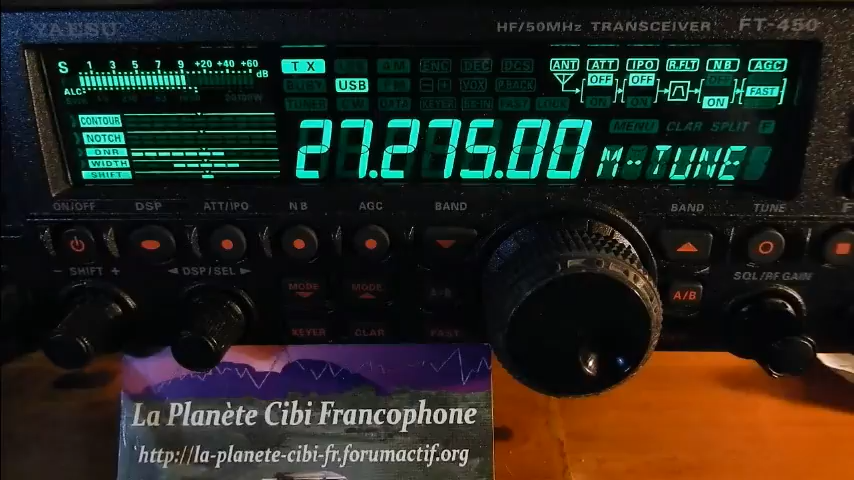 YAESU HF/50MHz TRANSCEIVER FT-450
S 1 3 5 7 9 +20 +40 +60 dB
ALC
TX
USB
ANT ATT IPO R.FLT NB AGC
OFF OFF FAST
ON
CONTOUR
NOTCH
DNR
WIDTH
SHIFT
MENU CLAR SPLIT F
27.275.00 M-TUNE
ON/OFF DSP ATT/IPO NB AGC BAND BAND TUNE
- SHIFT + DSP/SEL SQL/RF GAIN
MODE MODE A=B A/B
KEYER CLAR FAST
La Planète Cibi Francophone
http://la-planete-cibi-fr.forumactif.org